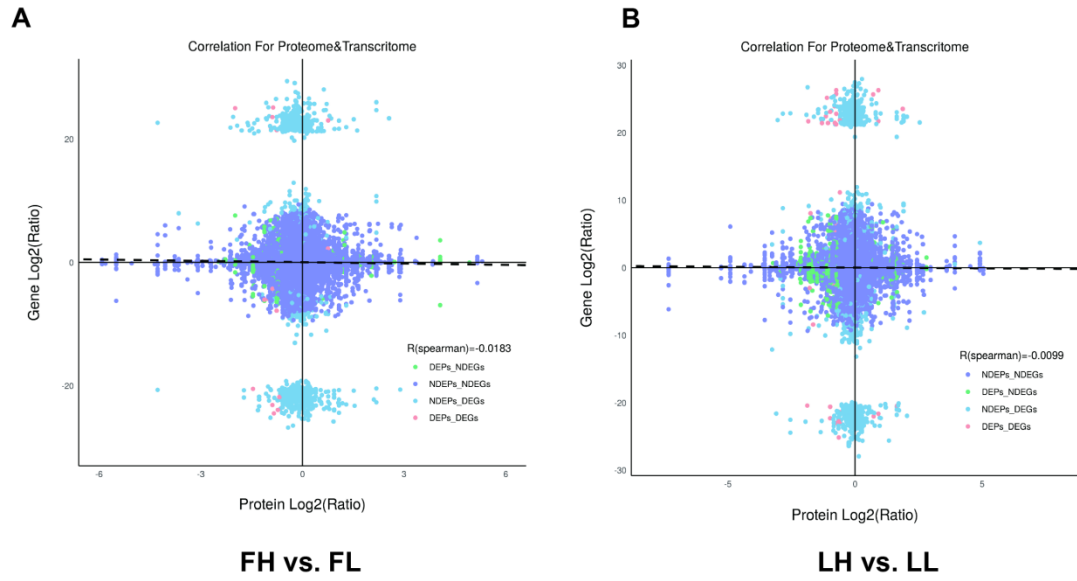 A
Correlation For Proteome&Transcritome
Gene Log2(Ratio)
20
0
-20
-6
-3
0
3
6
Protein Log2(Ratio)
R(spearman)=-0.0183
DEPs_NDEGs
NDEPs_NDEGs
NDEPs_DEGs
DEPs_DEGs
FH vs. FL
B
Correlation For Proteome&Transcritome
Gene Log2(Ratio)
30
20
10
0
-10
-20
-30
-5
0
5
Protein Log2(Ratio)
R(spearman)=-0.0099
NDEPs_NDEGs
DEPs_NDEGs
NDEPs_DEGs
DEPs_DEGs
LH vs. LL